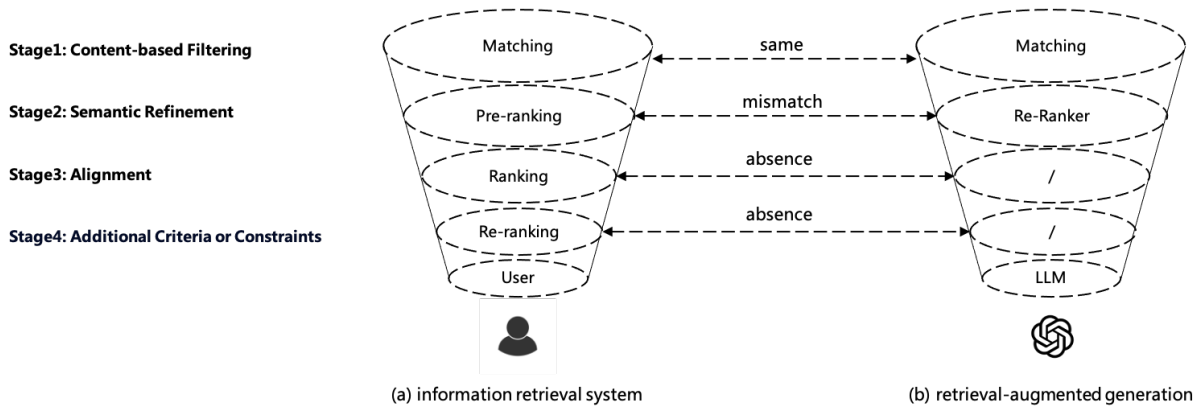 Stage1: Content-based Filtering
Matching
same
Matching
Stage2: Semantic Refinement
Pre-ranking
mismatch
Re-Ranker
Stage3: Alignment
Ranking
absence
/
Stage4: Additional Criteria or Constraints
Re-ranking
absence
/
User
LLM
(a) information retrieval system
(b) retrieval-augmented generation